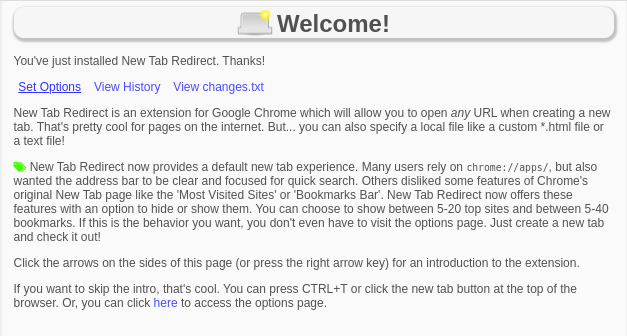 Welcome!
You've just installed New Tab Redirect. Thanks!
Set Options View History View changes.txt
New Tab Redirect is an extension for Google Chrome which will allow you to open any URL when creating a new
tab. That's pretty cool for pages on the internet. But... you can also specify a local file like a custom *.html file or
a text file!
New Tab Redirect now provides a default new tab experience. Many users rely on chrome://apps/, but also
wanted the address bar to be clear and focused for quick search. Others disliked some features of Chrome's
original New Tab page like the 'Most Visited Sites' or 'Bookmarks Bar'. New Tab Redirect now offers these
features with an option to hide or show them. You can choose to show between 5-20 top sites and between 5-40
bookmarks. If this is the behavior you want, you don't even have to visit the options page. Just create a new tab
and check it out!
Click the arrows on the sides of this page (or press the right arrow key) for an introduction to the extension.
If you want to skip the intro, that's cool. You can press CTRL+T or click the new tab button at the top of the
browser. Or, you can click here to access the options page.